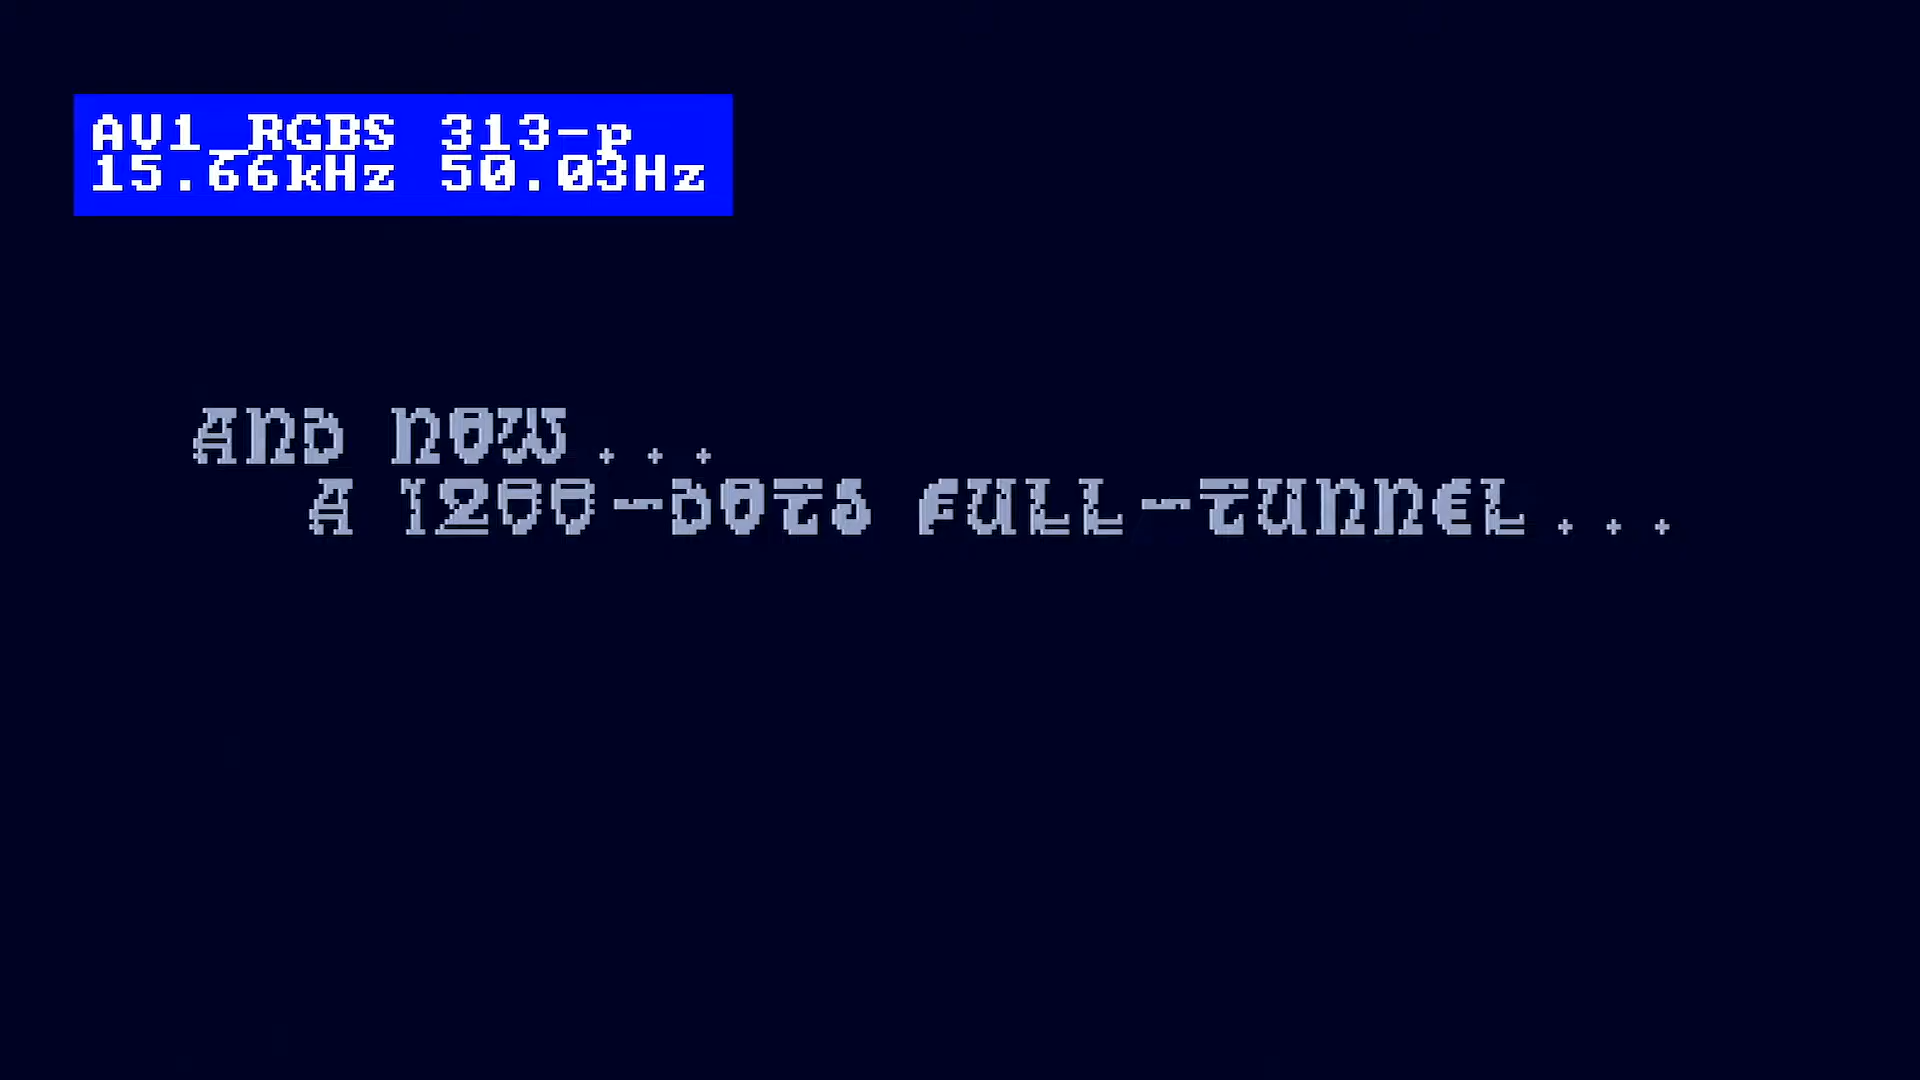 AV1_RGBS 313-p
15.66kHz 50.03Hz
AND NOW...
A 1200-DOTS FULL-TUNNEL...